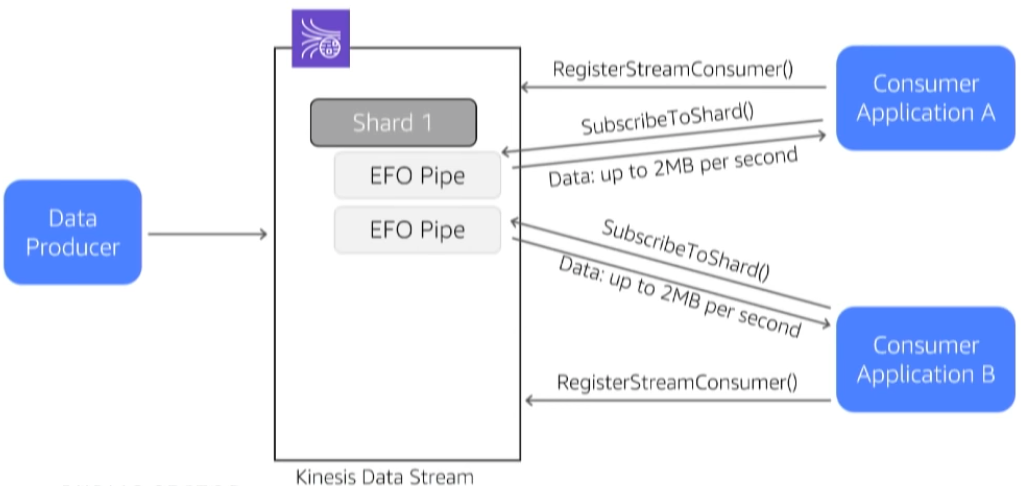 RegisterStreamConsumer()
Consumer
Application A
Shard 1
SubscribeToShard()
EFO Pipe
Data: up to 2MB per second
Data
Producer
EFO Pipe
SubscribeToShard()
Data: up to 2MB per second
Consumer
Application B
RegisterStreamConsumer()
Kinesis Data Stream